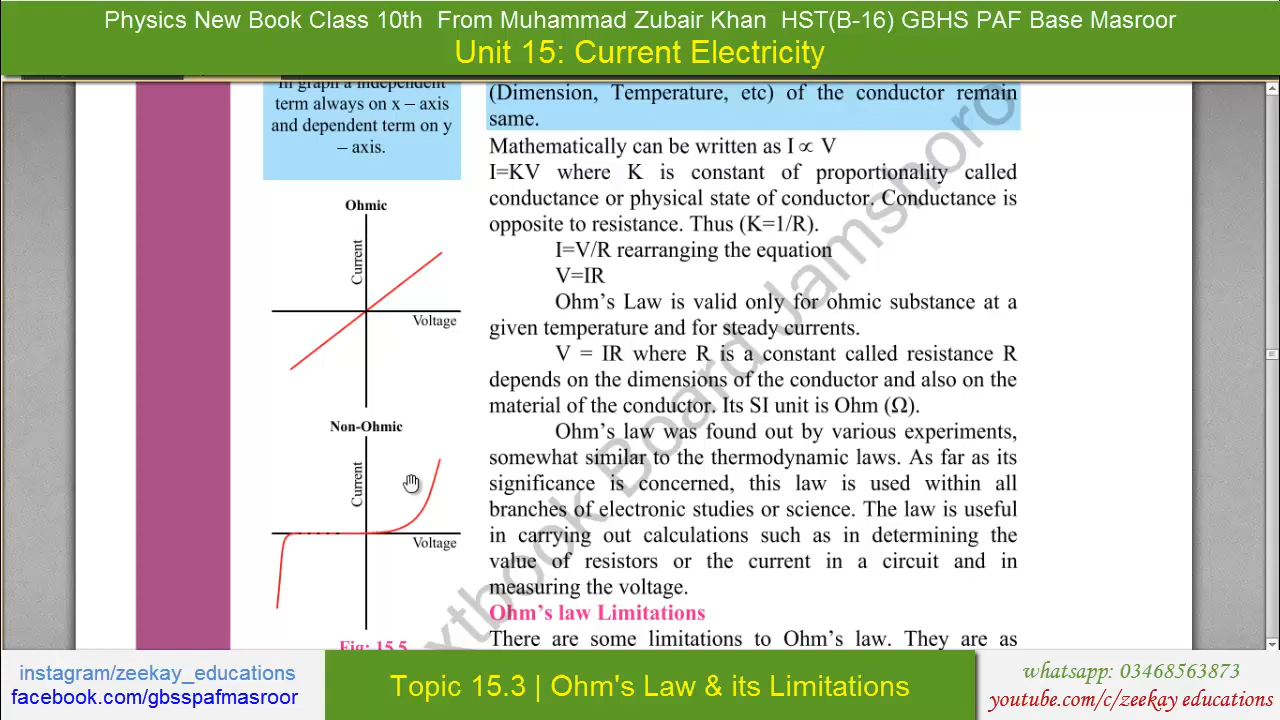 Physics New Book Class 10th  From Muhammad Zubair Khan   HST(B-16) GBHS PAF Base Masroor
Unit 15: Current Electricity
In graph a independent
term always on x – axis
and dependent term on y
– axis.
Ohmic
Current
Voltage
Non-Ohmic
Current
Voltage
Fig: 15.5
(Dimension, Temperature, etc) of the conductor remain
same.
Mathematically can be written as I ∝ V
I=KV where K is constant of proportionality called
conductance or physical state of conductor. Conductance is
opposite to resistance. Thus (K=1/R).
I=V/R rearranging the equation
V=IR
Ohm's Law is valid only for ohmic substance at a
given temperature and for steady currents.
V = IR where R is a constant called resistance R
depends on the dimensions of the conductor and also on the
material of the conductor. Its SI unit is Ohm (Ω).
Ohm's law was found out by various experiments,
somewhat similar to the thermodynamic laws. As far as its
significance is concerned, this law is used within all
branches of electronic studies or science. The law is useful
in carrying out calculations such as in determining the
value of resistors or the current in a circuit and in
measuring the voltage.
Ohm's law Limitations
There are some limitations to Ohm's law. They are as
Board Jamshoro
instagram/zeekay_educations
facebook.com/gbsspafmasroor
Topic 15.3 | Ohm's Law & its Limitations
whatsapp: 03468563873
youtube.com/c/zeekay educations